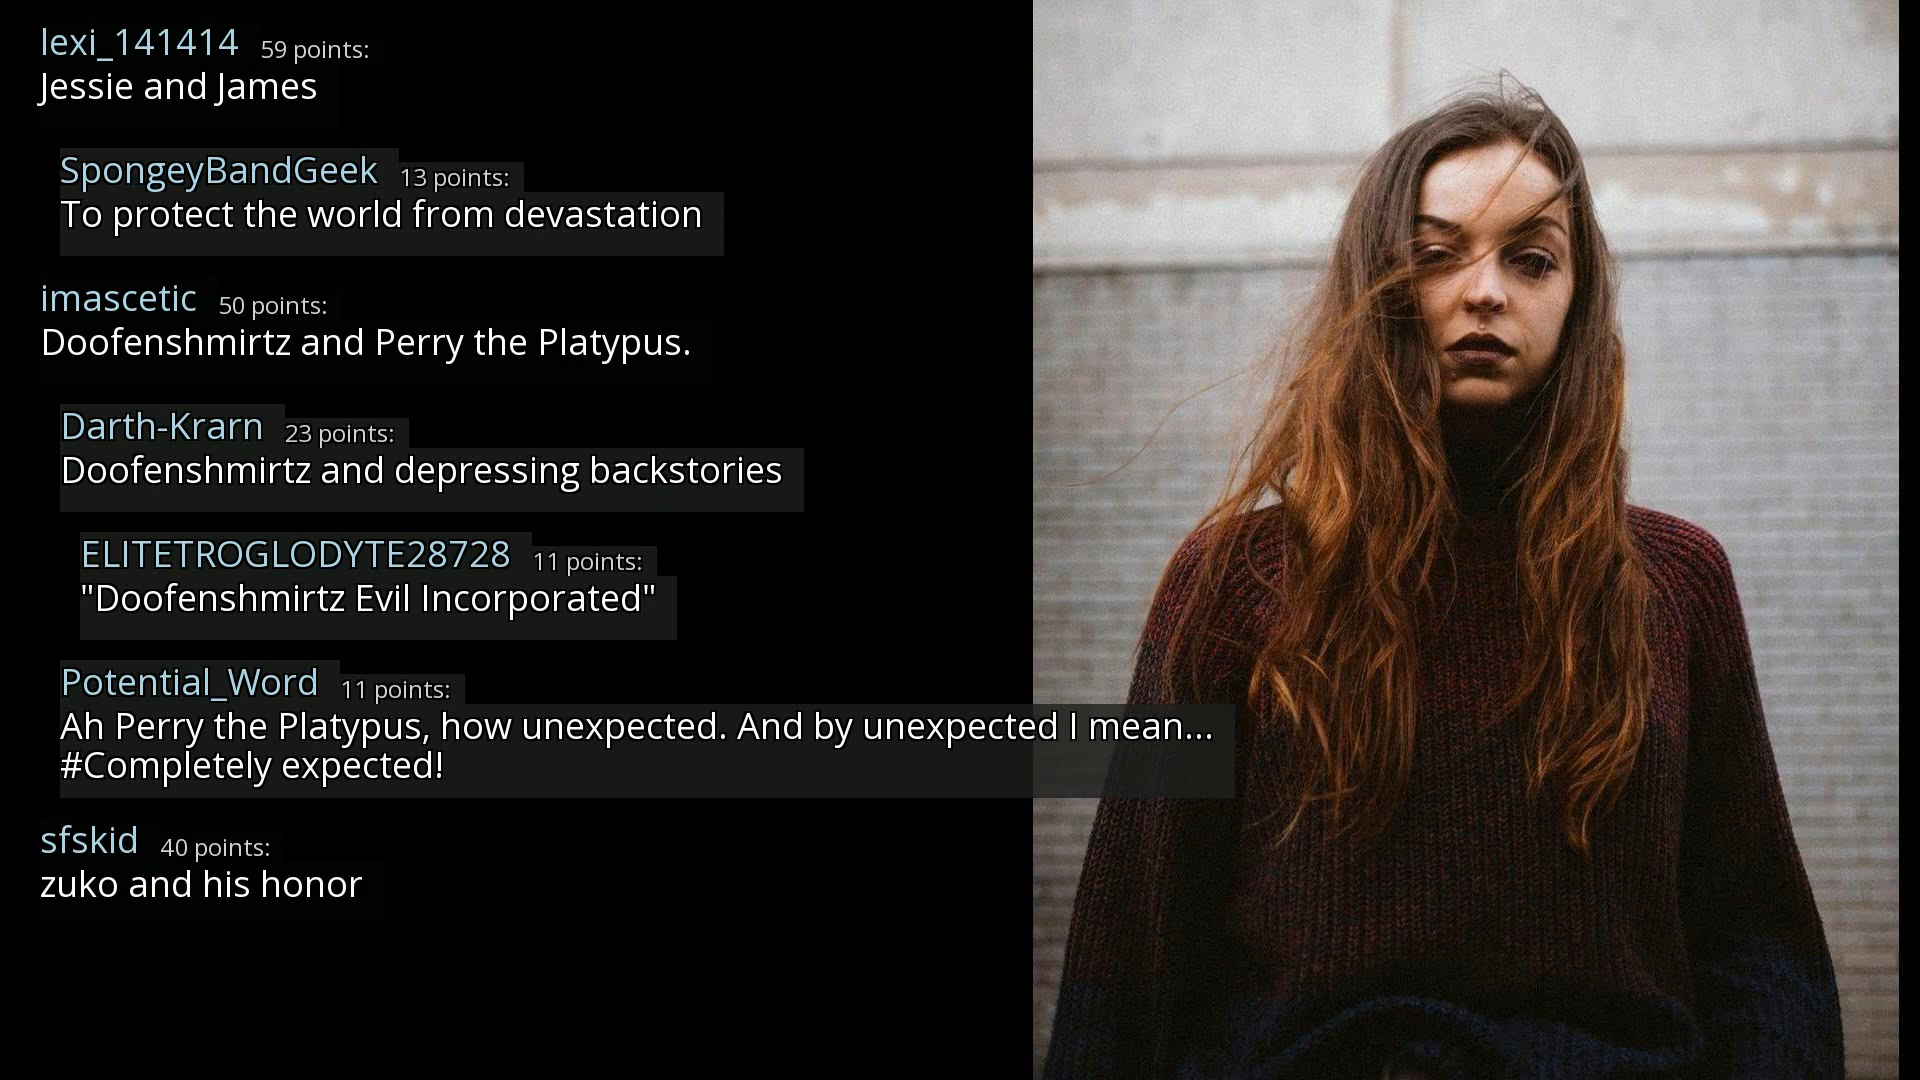 lexi_141414 59 points:
Jessie and James
SpongeyBandGeek 13 points:
To protect the world from devastation
imascetic 50 points:
Doofenshmirtz and Perry the Platypus.
Darth-Krarn 23 points:
Doofenshmirtz and depressing backstories
ELITETROGLODYTE28728 11 points:
"Doofenshmirtz Evil Incorporated"
Potential_Word 11 points:
Ah Perry the Platypus, how unexpected. And by unexpected I mean...
#Completely expected!
sfskid 40 points:
zuko and his honor